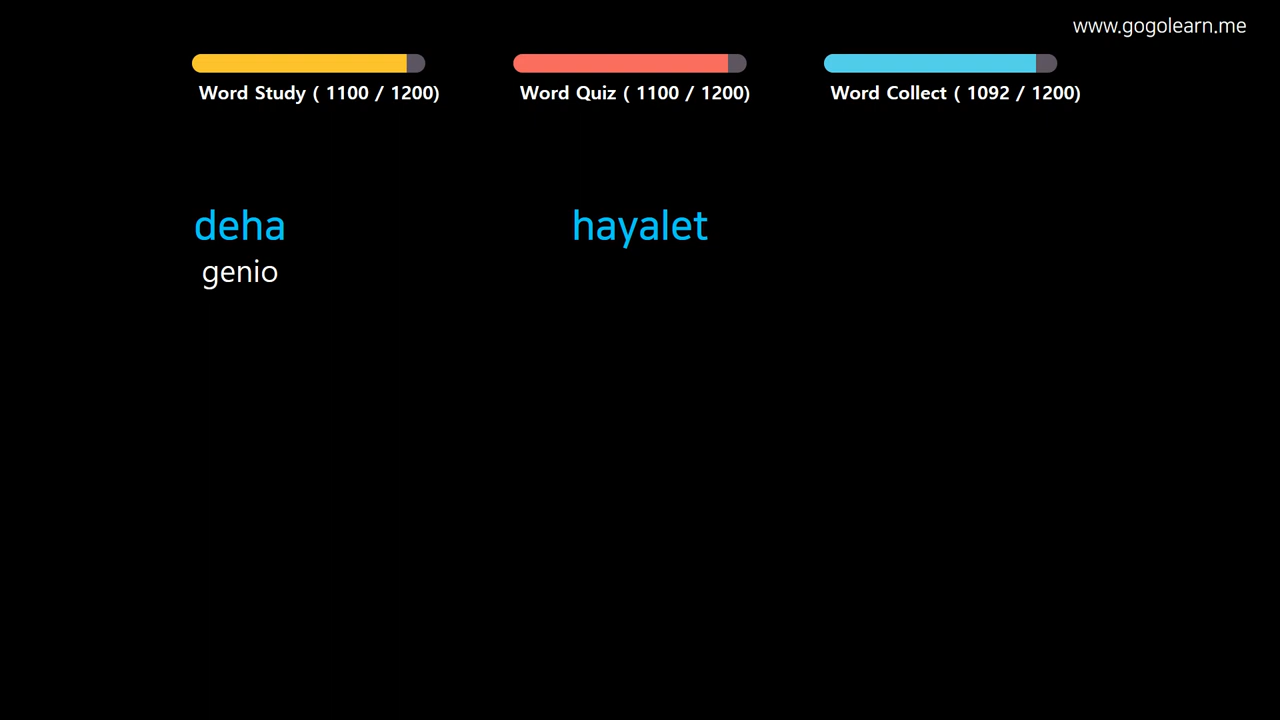 www.gogolearn.me
Word Study ( 1100 / 1200)
Word Quiz ( 1100 / 1200)
Word Collect ( 1092 / 1200)
deha
genio
hayalet